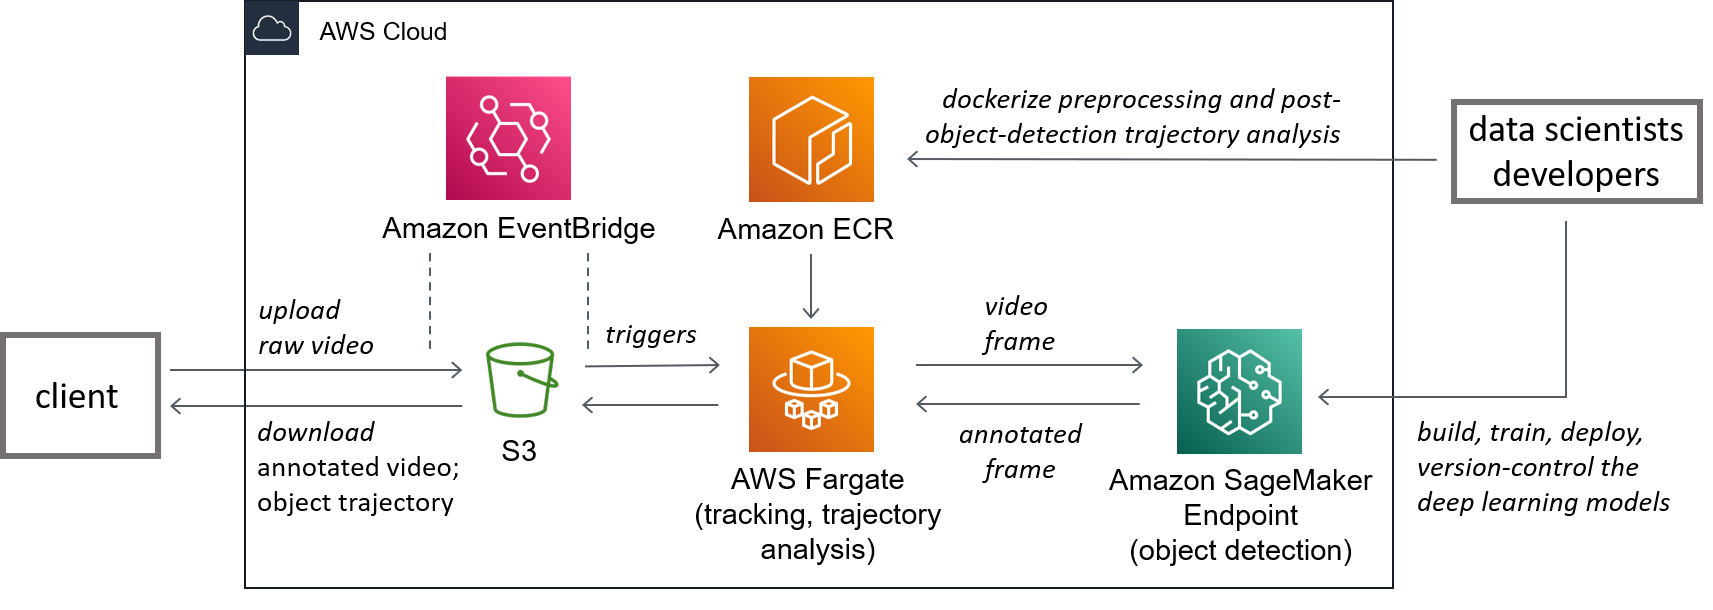 AWS Cloud
dockerize preprocessing and post-
object-detection trajectory analysis
data scientists
developers
Amazon EventBridge
Amazon ECR
upload
raw video
triggers
video
frame
client
download
annotated video;
object trajectory
S3
annotated
frame
AWS Fargate
(tracking, trajectory
analysis)
Amazon SageMaker
Endpoint
(object detection)
build, train, deploy,
version-control the
deep learning models